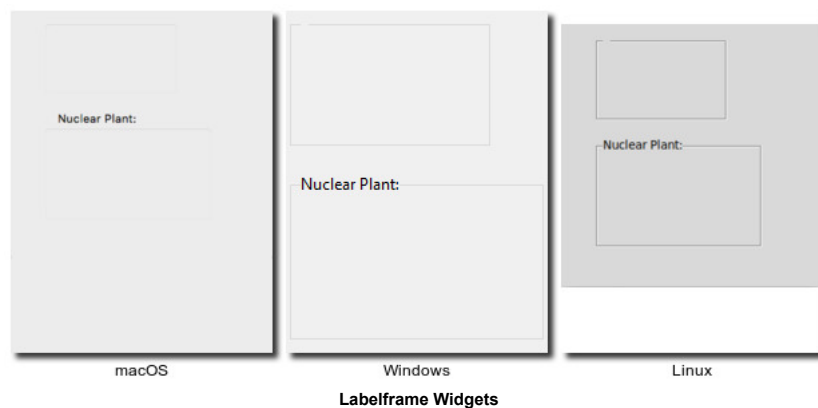 Nuclear Plant:
Nuclear Plant:
Nuclear Plant:
macOS
Windows
Linux
Labelframe Widgets